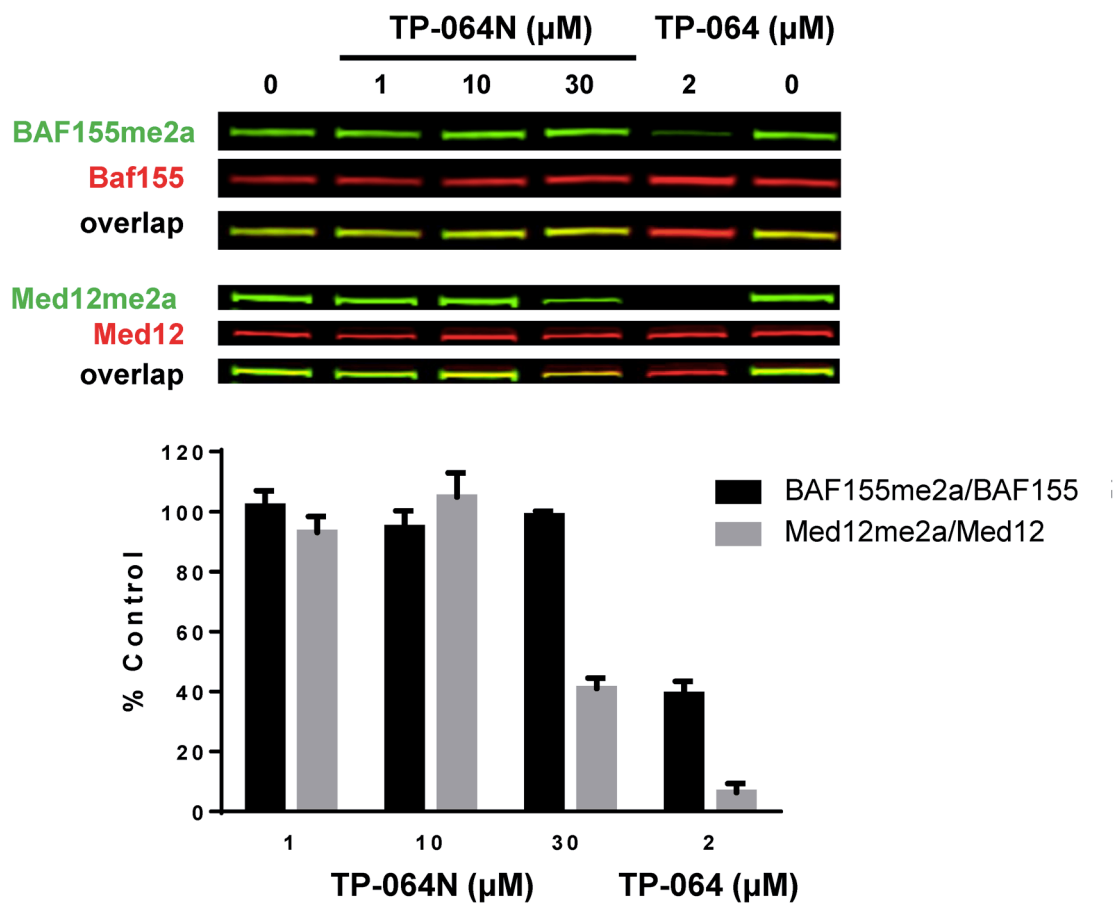 TP-064N (µM) TP-064 (µM)
0 1 10 30 2 0
BAF155me2a
Baf155
overlap
Med12me2a
Med12
overlap
120
100
80
60
40
20
0
% Control
BAF155me2a/BAF155
Med12me2a/Med12
1 10 30 2
TP-064N (µM) TP-064 (µM)